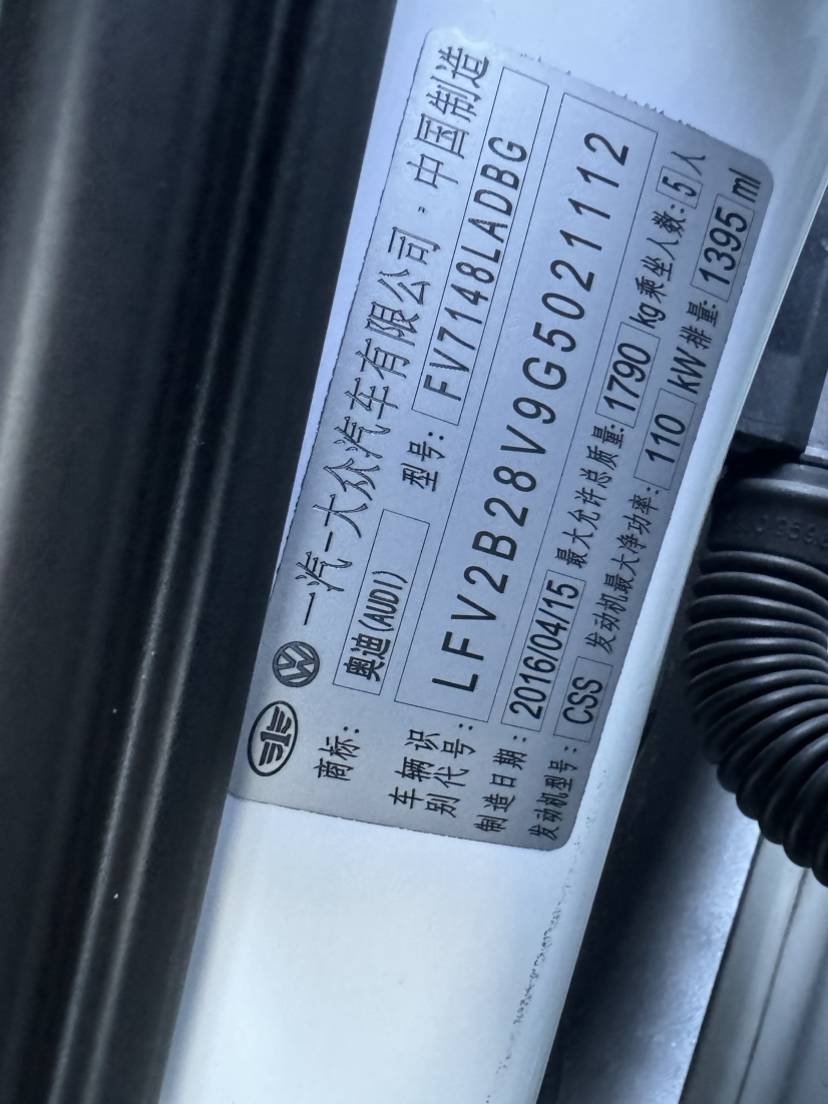 一汽-大众汽车有限公司·中国制造
商标: 奥迪(AUDI) 型号: FV7148LADBG
车辆识别代号: LFV2B28V9G5021112
制造日期: 2016/04/15 最大允许总质量: 1790 kg 乘坐人数: 5 人
发动机型号: CSS 发动机最大净功率: 110 kW 排量: 1395 ml